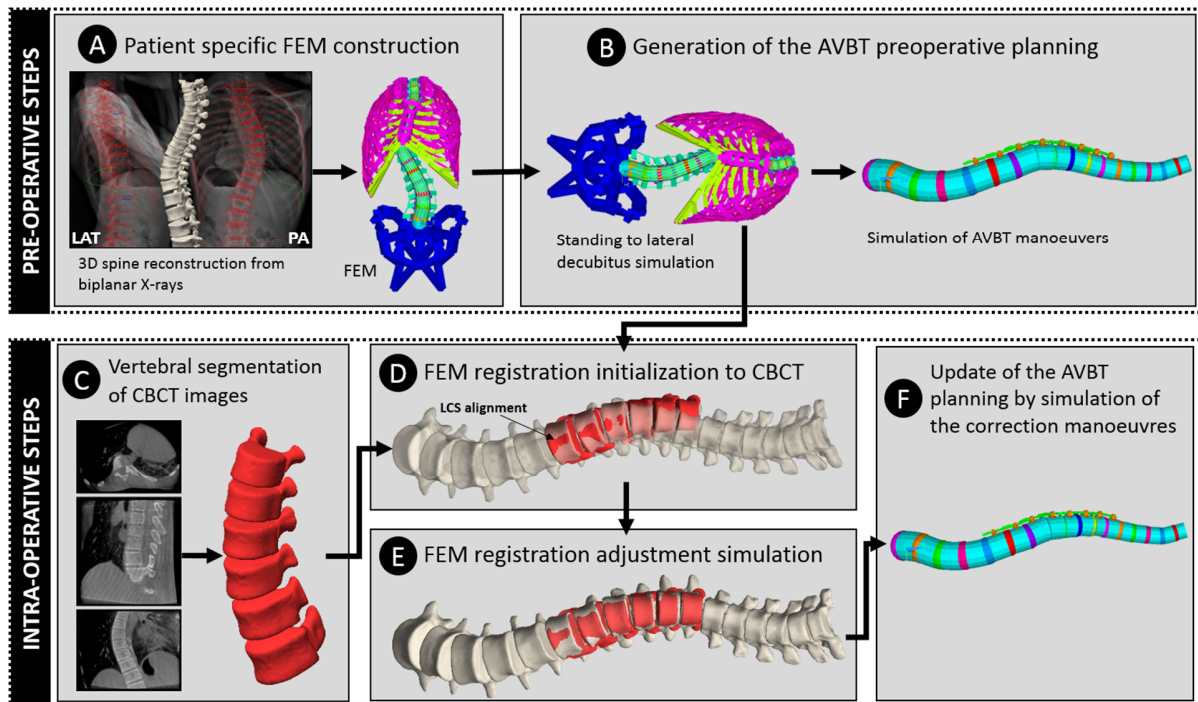 PRE-OPERATIVE STEPS
A Patient specific FEM construction
LAT
PA
3D spine reconstruction from
biplanar X-rays
FEM
B Generation of the AVBT preoperative planning
Standing to lateral
decubitus simulation
Simulation of AVBT manoeuvers
INTRA-OPERATIVE STEPS
C Vertebral segmentation
of CBCT images
D FEM registration initialization to CBCT
LCS alignment
E FEM registration adjustment simulation
F Update of the AVBT
planning by simulation of
the correction manoeuvres